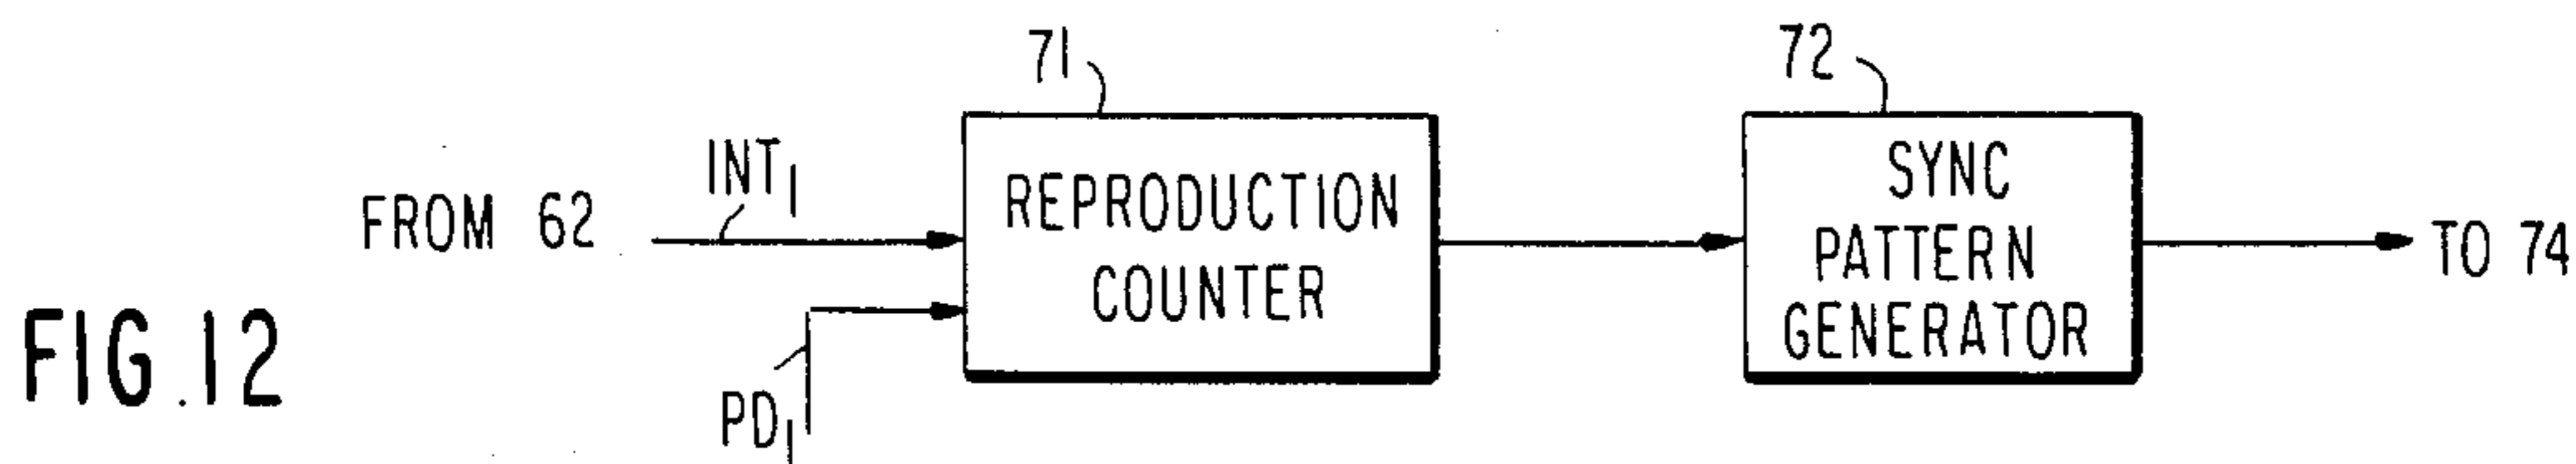 71
72
FROM 62
INT1
REPRODUCTION
COUNTER
SYNC
PATTERN
GENERATOR
TO 74
PD1
FIG.12